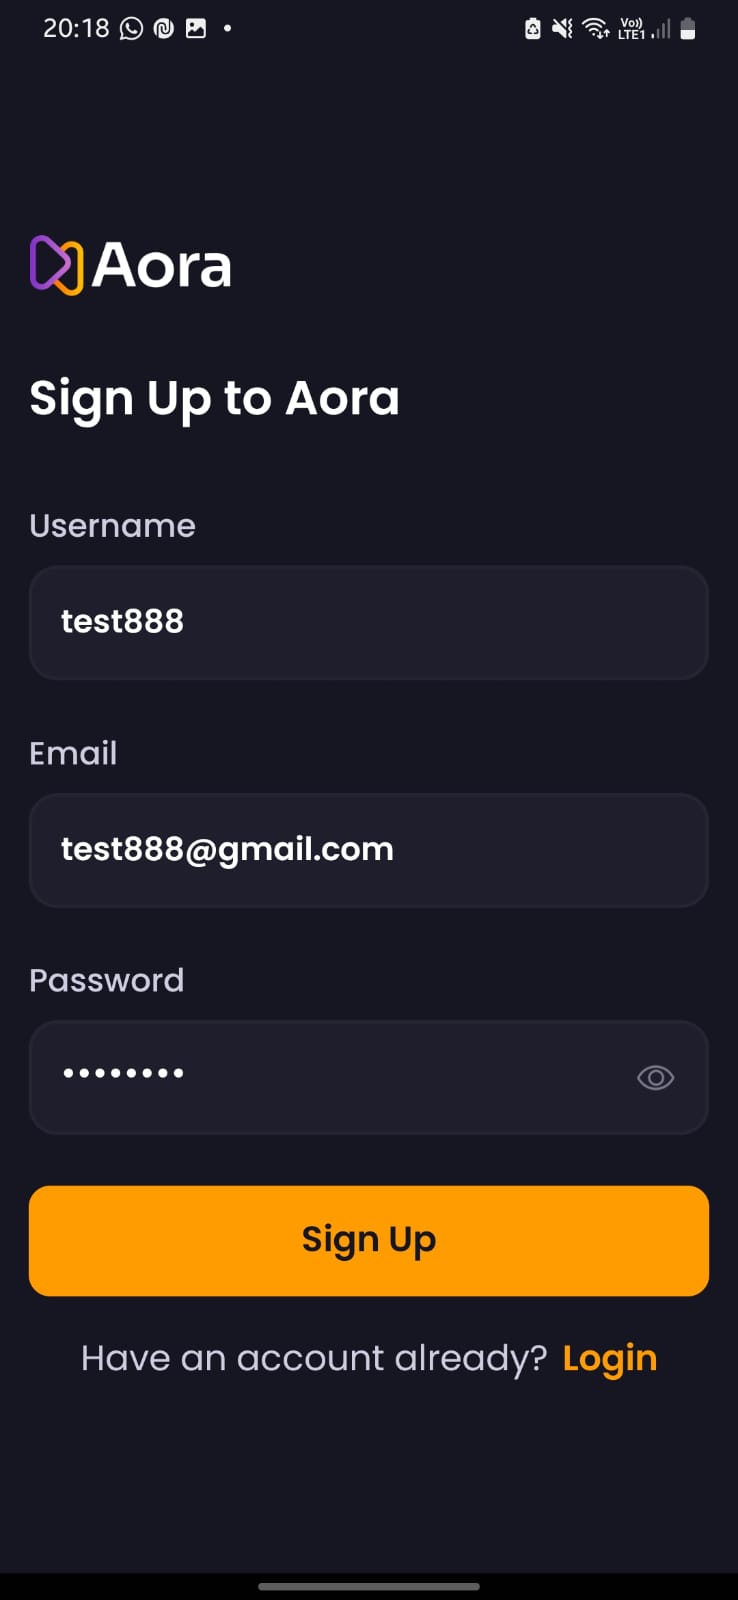 20:18
Vo))
LTE1
Aora
Sign Up to Aora
Username
test888
Email
test888@gmail.com
Password
••••••••
Sign Up
Have an account already? Login